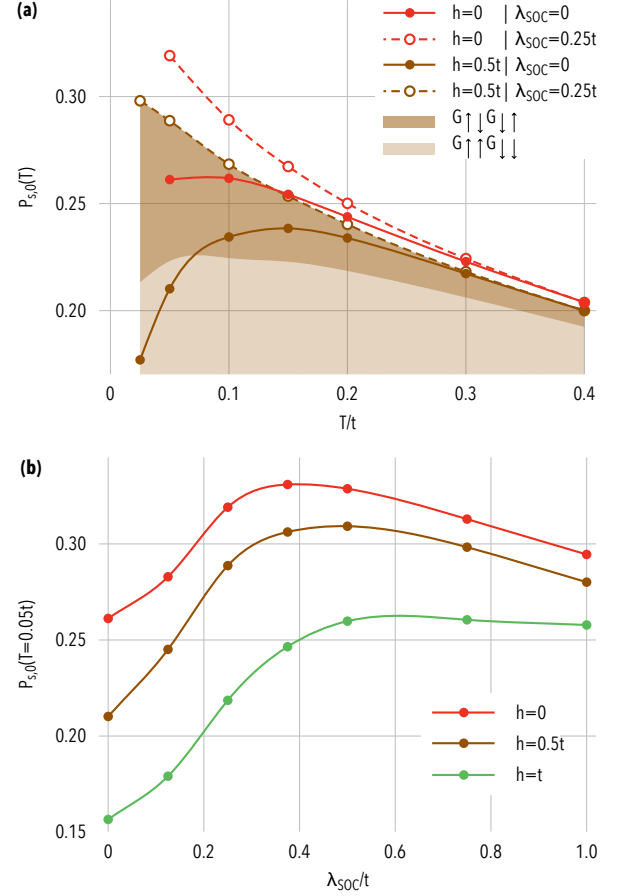 (a)
h=0 | λSOC=0
h=0 | λSOC=0.25t
h=0.5t | λSOC=0
h=0.5t | λSOC=0.25t
G↑↓G↓↑
G↑↑G↓↓
0.30
0.25
0.20
Ps,0(T)
0 0.1 0.2 0.3 0.4
T/t
(b)
0.30
0.25
0.20
0.15
Ps,0(T=0.05t)
h=0
h=0.5t
h=t
0 0.2 0.4 0.6 0.8 1.0
λSOC/t